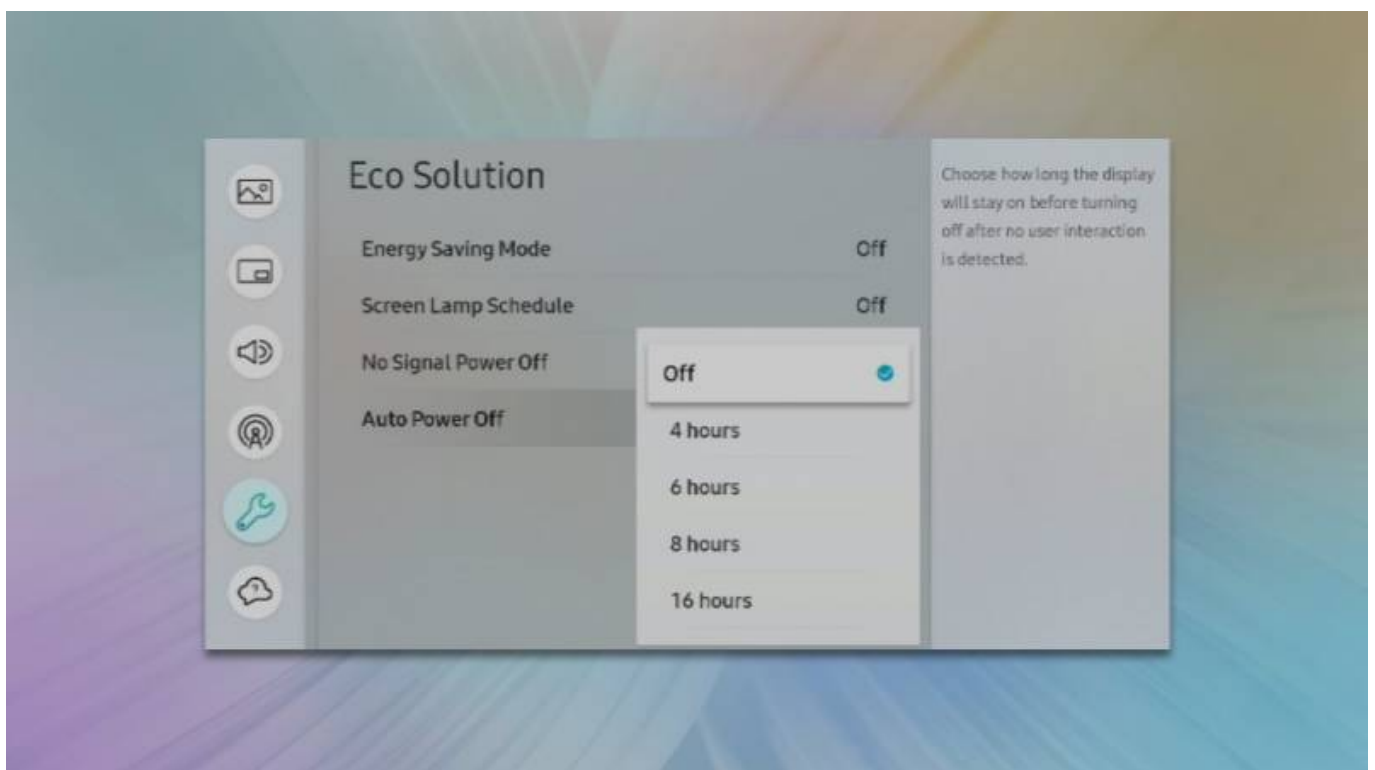 Eco Solution
Energy Saving Mode Off
Screen Lamp Schedule Off
No Signal Power Off
Auto Power Off
Off
4 hours
6 hours
8 hours
16 hours
Choose how long the display
will stay on before turning
off after no user interaction
is detected.